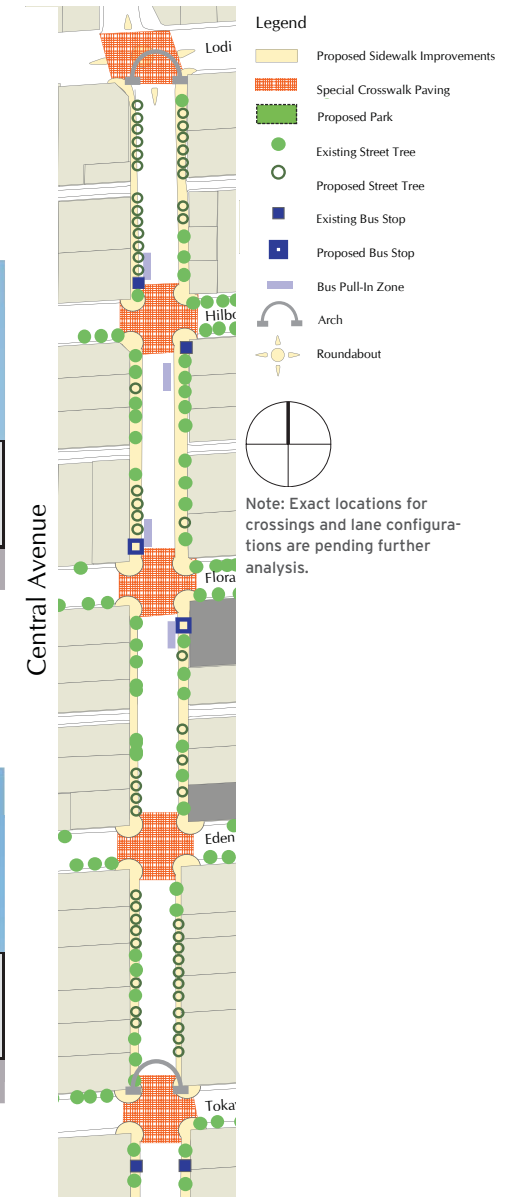 Legend
Proposed Sidewalk Improvements
Special Crosswalk Paving
Proposed Park
Existing Street Tree
Proposed Street Tree
Existing Bus Stop
Proposed Bus Stop
Bus Pull-In Zone
Arch
Roundabout
Note: Exact locations for
crossings and lane configura-
tions are pending further
analysis.
Central Avenue
Lodi
Hilbo
Flora
Eden
Toka